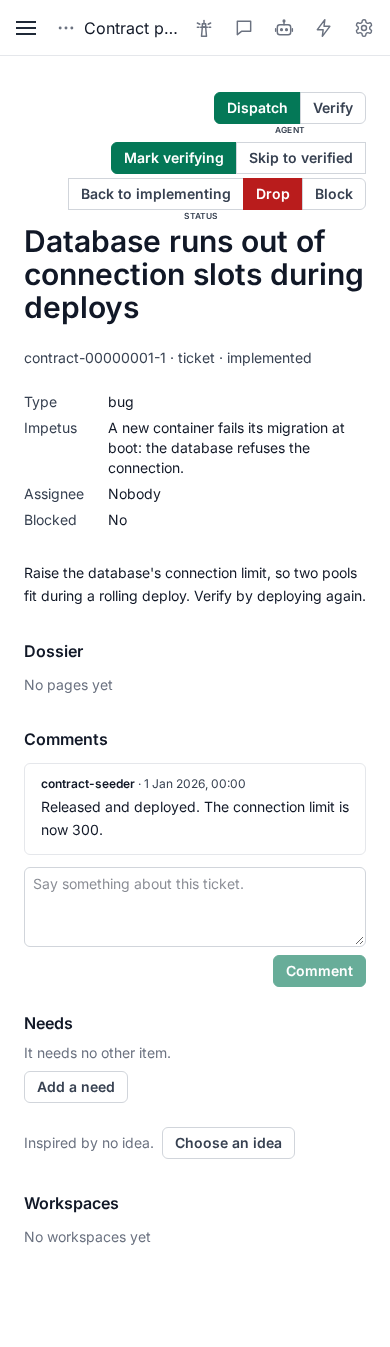 Contract p...
Dispatch Verify
AGENT
Mark verifying Skip to verified
Back to implementing Drop Block
STATUS
Database runs out of
connection slots during
deploys
contract-00000001-1 · ticket · implemented
Type bug
Impetus A new container fails its migration at
boot: the database refuses the
connection.
Assignee Nobody
Blocked No
Raise the database's connection limit, so two pools
fit during a rolling deploy. Verify by deploying again.
Dossier
No pages yet
Comments
contract-seeder · 1 Jan 2026, 00:00
Released and deployed. The connection limit is
now 300.
Say something about this ticket.
Comment
Needs
It needs no other item.
Add a need
Inspired by no idea. Choose an idea
Workspaces
No workspaces yet